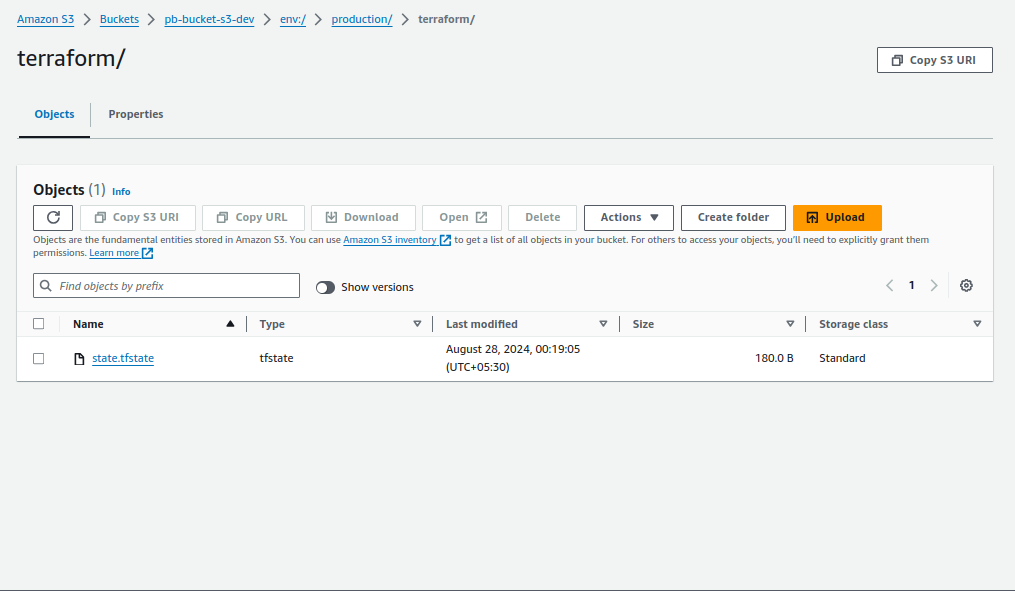 Amazon S3 > Buckets > pb-bucket-s3-dev > env:/ > production/ > terraform/
terraform/
Copy S3 URI
Objects
Properties
Objects (1) Info
Copy S3 URI
Copy URL
Download
Open
Delete
Actions
Create folder
Upload
Objects are the fundamental entities stored in Amazon S3. You can use Amazon S3 inventory to get a list of all objects in your bucket. For others to access your objects, you'll need to explicitly grant them
permissions. Learn more
Find objects by prefix
Show versions
1
Name Type Last modified Size Storage class
state.tfstate tfstate August 28, 2024, 00:19:05 (UTC+05:30) 180.0 B Standard